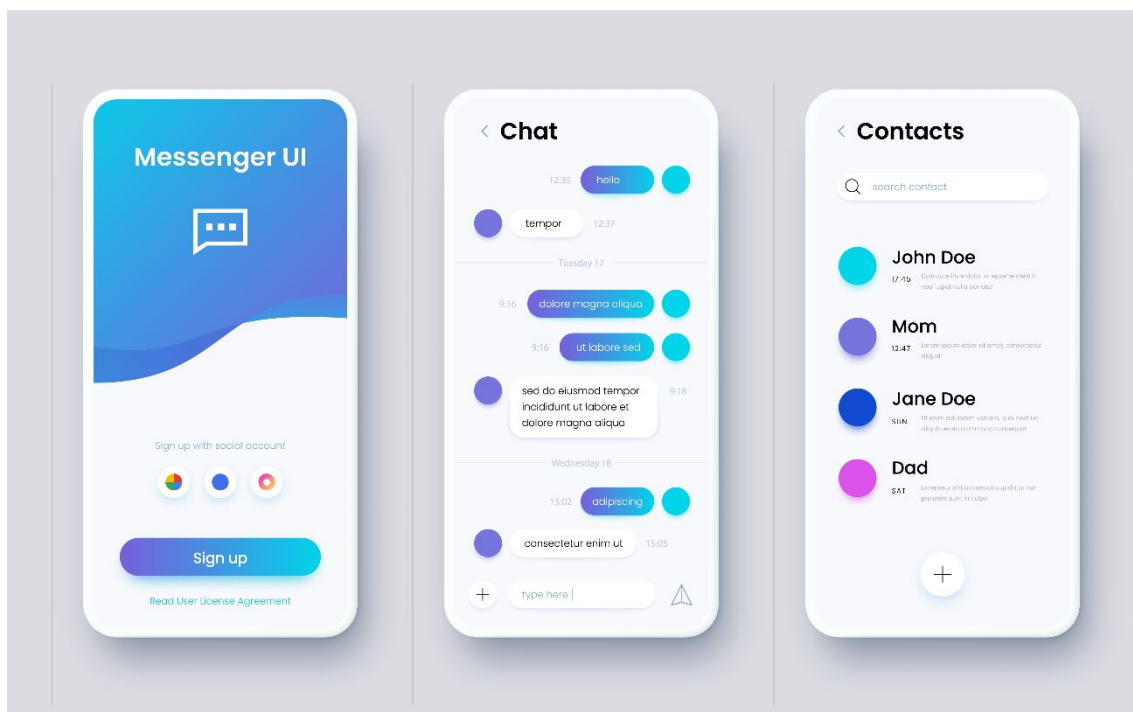 Messenger UI
Sign up with social account
Sign up
Read User License Agreement
Chat
12:35 hello
tempor 12:37
Tuesday 17
9:16 dolore magna aliqua
9:16 ut labore sed
sed do eiusmod tempor 9:18
incididunt ut labore et
dolore magna aliqua
Wednesday 18
15:02 adipiscing
consectetur enim ut 15:05
type here
Contacts
search contact
John Doe
17:45
Mom
12:47 Lorem ipsum dolor sit amet, consectetur
aliqua
Jane Doe
SUN
Dad
SAT